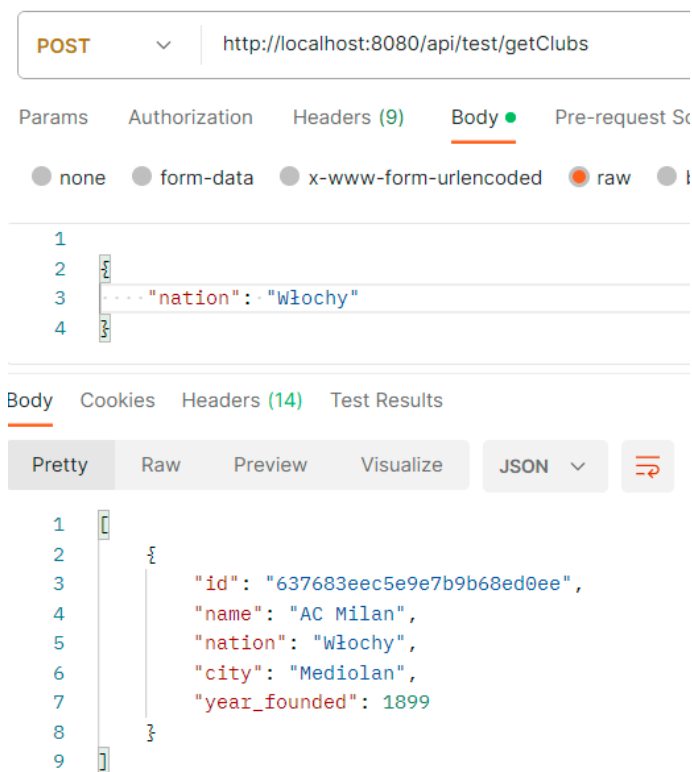 POST http://localhost:8080/api/test/getClubs
Params Authorization Headers (9) Body Pre-request Sc
none form-data x-www-form-urlencoded raw b
1
2 {
3 "nation": "Włochy"
4 }
Body Cookies Headers (14) Test Results
Pretty Raw Preview Visualize JSON
1 [
2 {
3 "id": "637683eec5e9e7b9b68ed0ee",
4 "name": "AC Milan",
5 "nation": "Włochy",
6 "city": "Mediolan",
7 "year_founded": 1899
8 }
9 ]